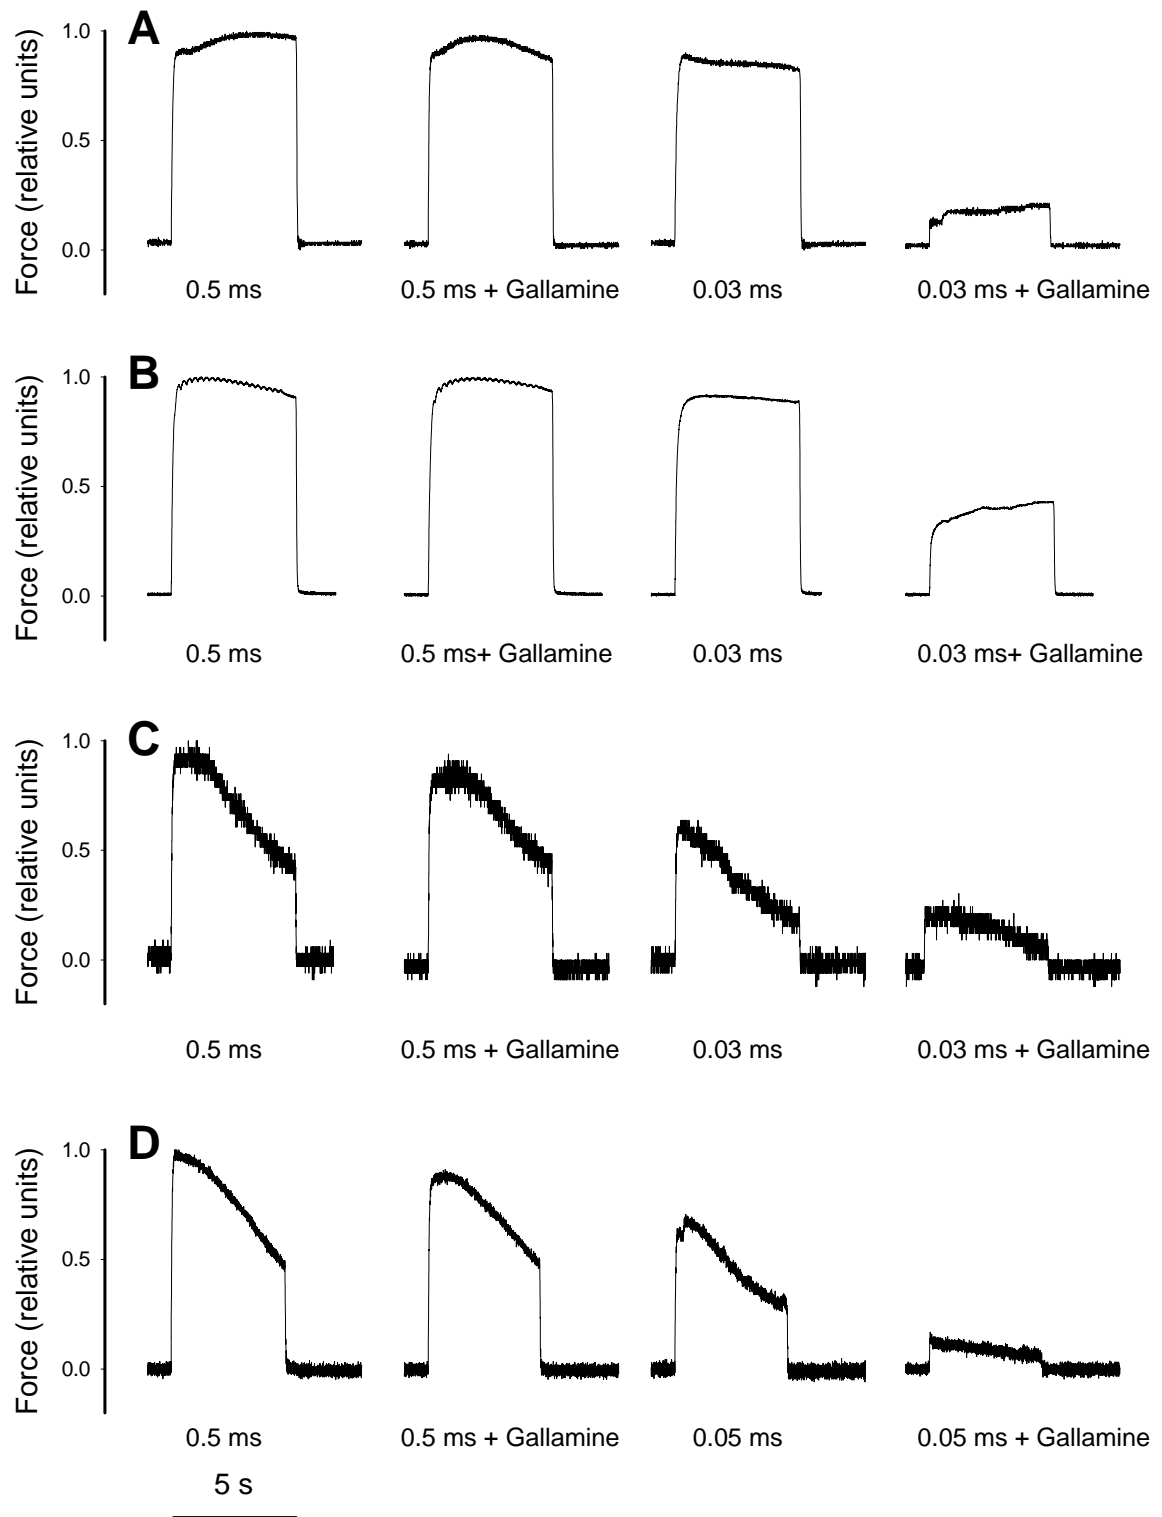 A
Force (relative units)
1.0
0.5
0.0
0.5 ms
0.5 ms + Gallamine
0.03 ms
0.03 ms + Gallamine
B
Force (relative units)
1.0
0.5
0.0
0.5 ms
0.5 ms+ Gallamine
0.03 ms
0.03 ms+ Gallamine
C
Force (relative units)
1.0
0.5
0.0
0.5 ms
0.5 ms + Gallamine
0.03 ms
0.03 ms + Gallamine
D
Force (relative units)
1.0
0.5
0.0
0.5 ms
0.5 ms + Gallamine
0.05 ms
0.05 ms + Gallamine
5 s